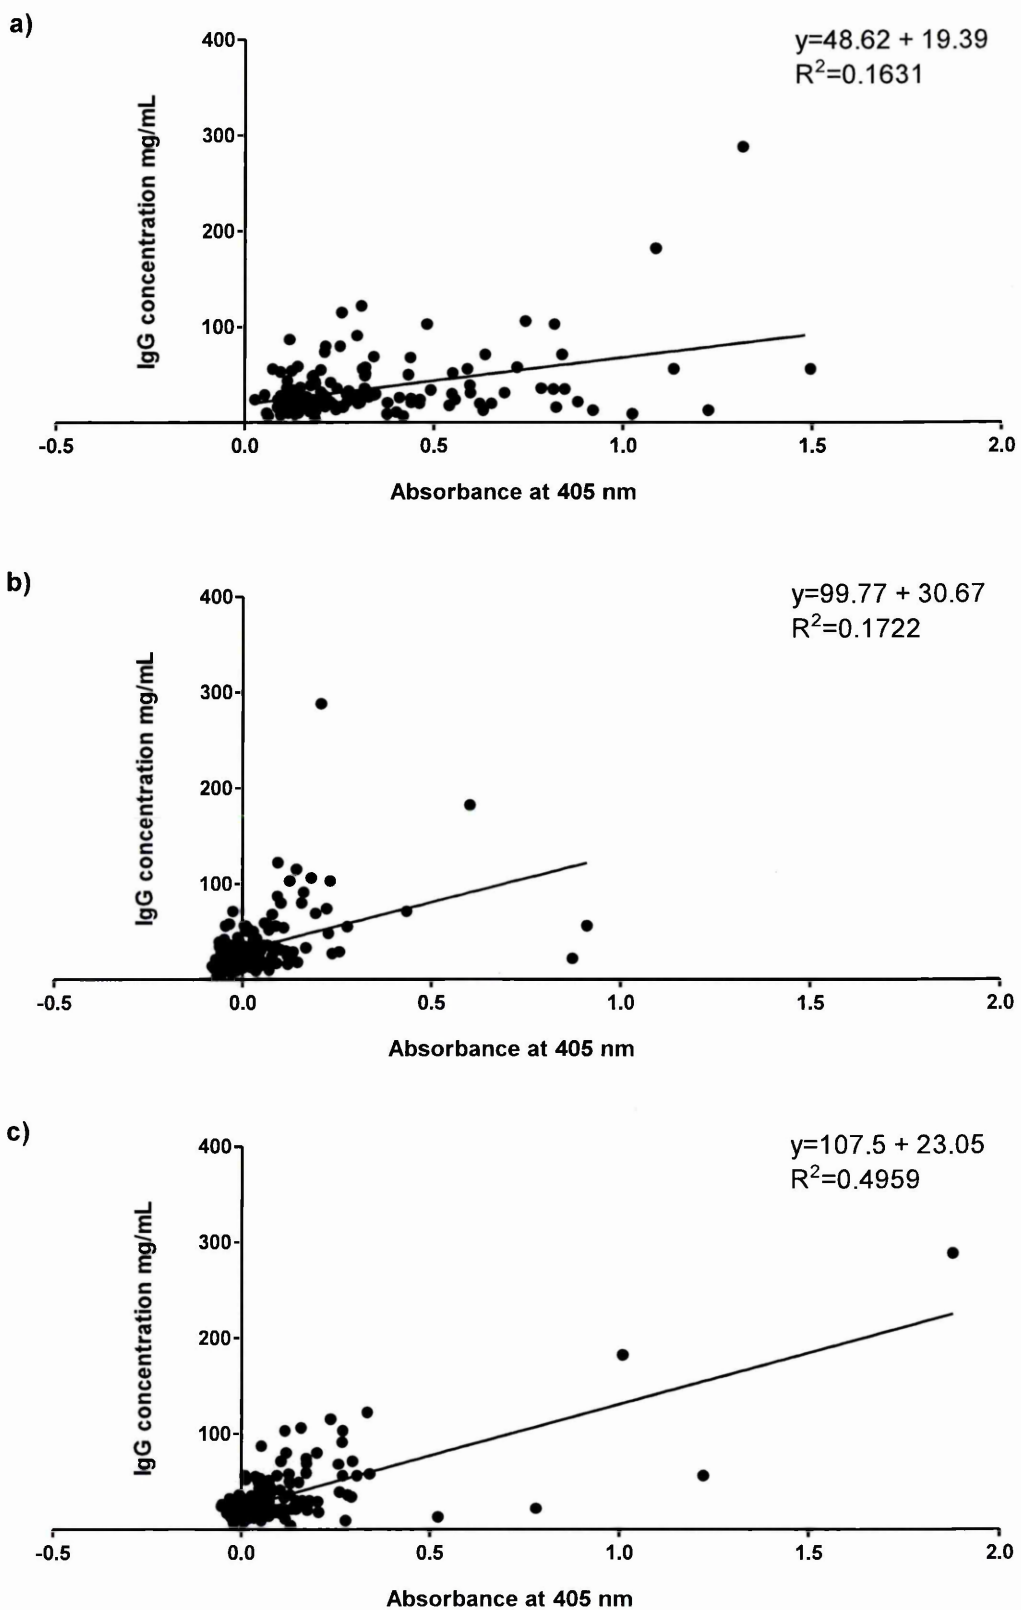 a)
y=48.62 + 19.39
R²=0.1631
IgG concentration mg/mL
400
300
200
100
-0.5 0.0 0.5 1.0 1.5 2.0
Absorbance at 405 nm
b)
y=99.77 + 30.67
R²=0.1722
IgG concentration mg/mL
400
300
200
100
-0.5 0.0 0.5 1.0 1.5 2.0
Absorbance at 405 nm
c)
y=107.5 + 23.05
R²=0.4959
IgG concentration mg/mL
400
300
200
100
-0.5 0.0 0.5 1.0 1.5 2.0
Absorbance at 405 nm